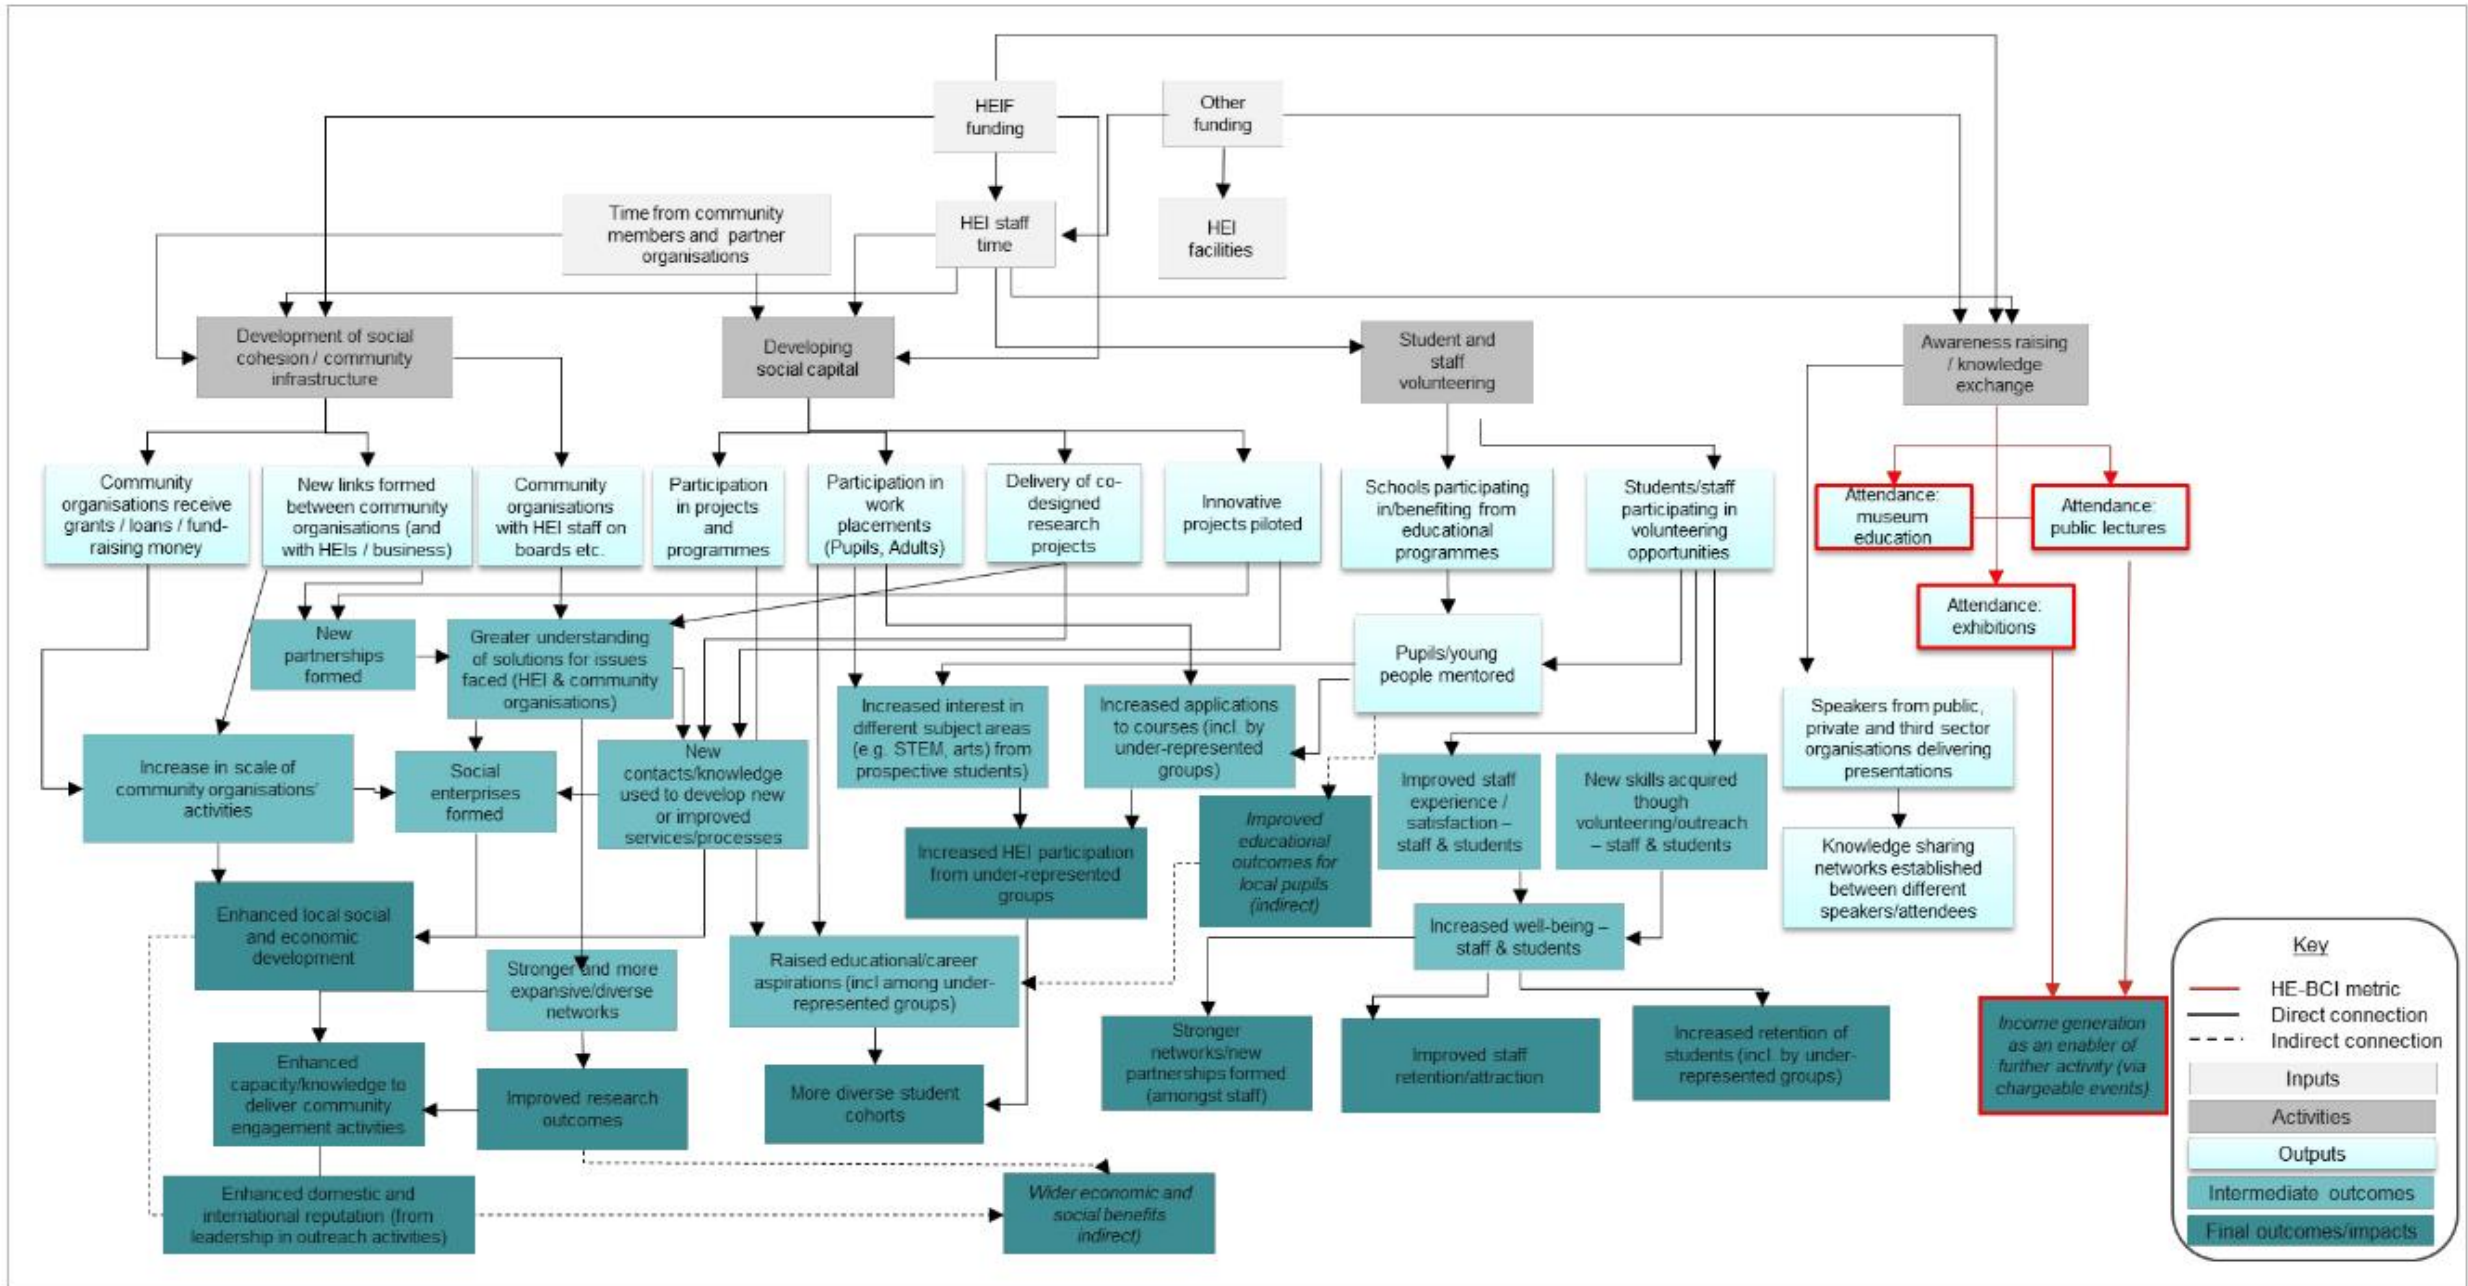 HEIF
funding
Other
funding
Time from community
members and partner
organisations
HEI staff
time
HEI
facilities
Development of social
cohesion / community
infrastructure
Developing
social capital
Student and
staff
volunteering
Awareness raising
/ knowledge
exchange
Community
organisations receive
grants / loans / fund-
raising money
New links formed
between community
organisations (and
with HEIs / business)
Community
organisations
with HEI staff on
boards etc.
Participation
in projects
and
programmes
Participation in
work
placements
(Pupils, Adults)
Delivery of co-
designed
research
projects
Innovative
projects piloted
Schools participating
in/benefiting from
educational
programmes
Students/staff
participating in
volunteering
opportunities
Attendance:
museum
education
Attendance:
public lectures
Attendance:
exhibitions
New
partnerships
formed
Greater understanding
of solutions for issues
faced (HEI & community
organisations)
Pupils/young
people mentored
Increased interest in
different subject areas
(e.g. STEM, arts) from
prospective students)
Increased applications
to courses (incl. by
under-represented
groups)
Speakers from public,
private and third sector
organisations delivering
presentations
Increase in scale of
community organisations'
activities
Social
enterprises
formed
New
contacts/knowledge
used to develop new
or improved
services/processes
Improved staff
experience /
satisfaction –
staff & students
New skills acquired
though
volunteering/outreach
– staff & students
Increased HEI participation
from under-represented
groups
Improved
educational
outcomes for
local pupils
(indirect)
Knowledge sharing
networks established
between different
speakers/attendees
Enhanced local social
and economic
development
Stronger and more
expansive/diverse
networks
Raised educational/career
aspirations (incl among under-
represented groups)
Increased well-being –
staff & students
Enhanced
capacity/knowledge to
deliver community
engagement activities
Improved research
outcomes
More diverse student
cohorts
Stronger
networks/new
partnerships formed
(amongst staff)
Improved staff
retention/attraction
Increased retention of
students (incl. by under-
represented groups)
Income generation
as an enabler of
further activity (via
chargeable events)
Enhanced domestic and
international reputation (from
leadership in outreach activities)
Wider economic and
social benefits
indirect)
Key
HE-BCI metric
Direct connection
Indirect connection
Inputs
Activities
Outputs
Intermediate outcomes
Final outcomes/impacts